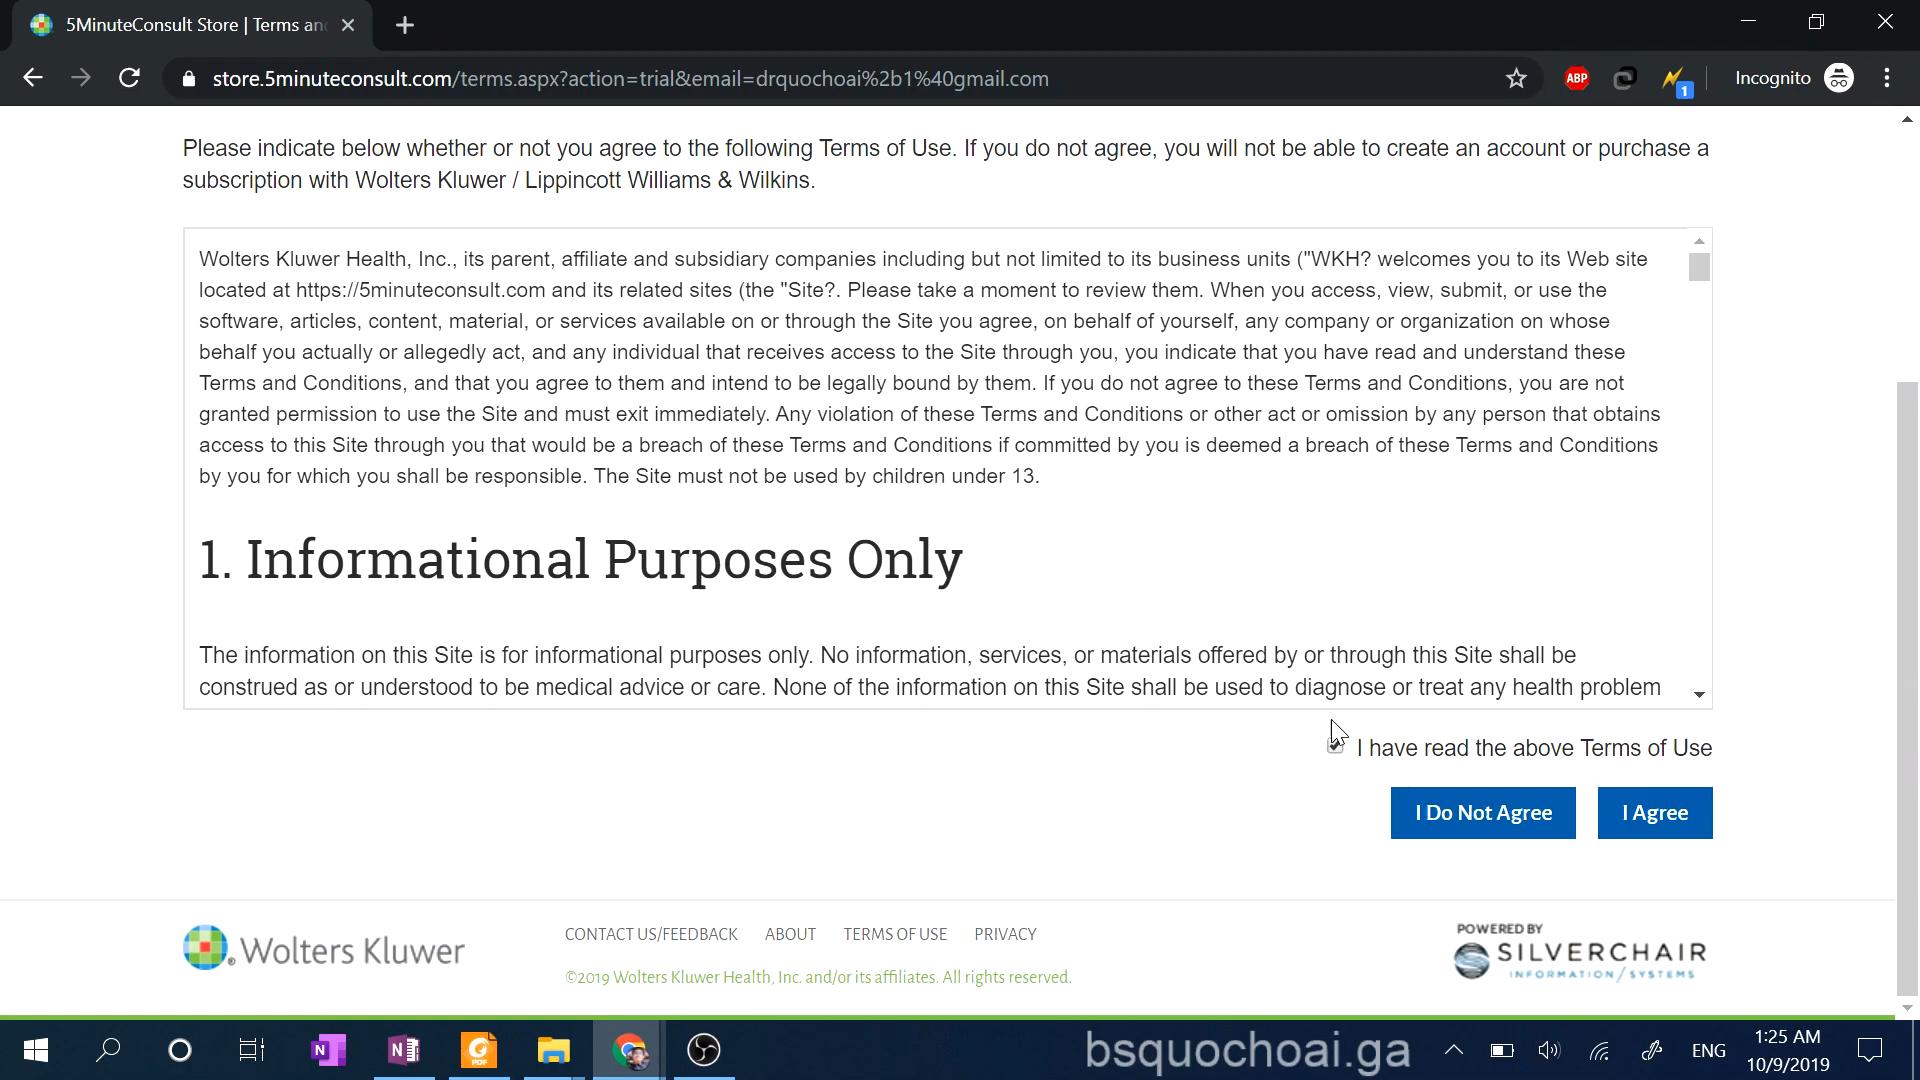 5MinuteConsult Store | Terms an
store.5minuteconsult.com/terms.aspx?action=trial&email=drquochoai%2b1%40gmail.com
ABP
1
Incognito
Please indicate below whether or not you agree to the following Terms of Use. If you do not agree, you will not be able to create an account or purchase a
subscription with Wolters Kluwer / Lippincott Williams & Wilkins.
Wolters Kluwer Health, Inc., its parent, affiliate and subsidiary companies including but not limited to its business units ("WKH? welcomes you to its Web site
located at https://5minuteconsult.com and its related sites (the "Site?. Please take a moment to review them. When you access, view, submit, or use the
software, articles, content, material, or services available on or through the Site you agree, on behalf of yourself, any company or organization on whose
behalf you actually or allegedly act, and any individual that receives access to the Site through you, you indicate that you have read and understand these
Terms and Conditions, and that you agree to them and intend to be legally bound by them. If you do not agree to these Terms and Conditions, you are not
granted permission to use the Site and must exit immediately. Any violation of these Terms and Conditions or other act or omission by any person that obtains
access to this Site through you that would be a breach of these Terms and Conditions if committed by you is deemed a breach of these Terms and Conditions
by you for which you shall be responsible. The Site must not be used by children under 13.
1. Informational Purposes Only
The information on this Site is for informational purposes only. No information, services, or materials offered by or through this Site shall be
construed as or understood to be medical advice or care. None of the information on this Site shall be used to diagnose or treat any health problem
I have read the above Terms of Use
I Do Not Agree
I Agree
Wolters Kluwer
CONTACT US/FEEDBACK ABOUT TERMS OF USE PRIVACY
©2019 Wolters Kluwer Health, Inc. and/or its affiliates. All rights reserved.
POWERED BY
SILVERCHAIR
INFORMATION/SYSTEMS
N
N
PDF
bsquochoai.ga
ENG
1:25 AM
10/9/2019